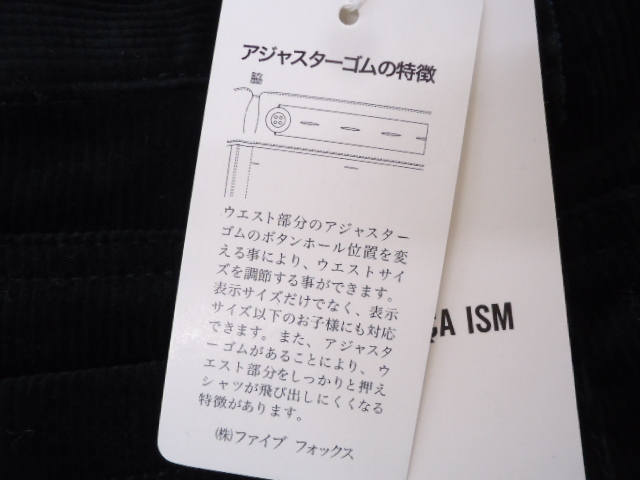 アジャスターゴムの特徴
脇
ウエスト部分のアジャスター
ゴムのボタンホール位置を変
える事により、ウエストサイ
ズを調節する事ができます。
表示サイズだけでなく、表示
サイズ以下のお子様にも対応
できます。また、アジャスタ
ーゴムがあることにより、ウ
エスト部分をしっかりと押え
シャツが飛び出しにくくなる
特徴があります。
㈱ファイブ フォックス
ÇA ISM